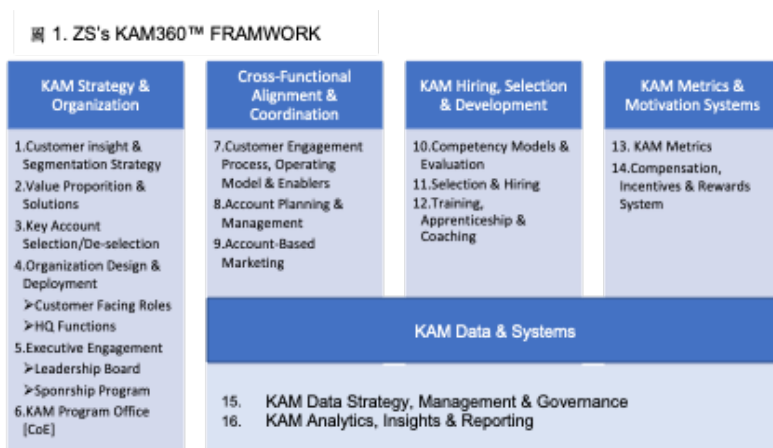 圖 1. ZS's KAM360™ FRAMWORK
KAM Strategy &
Organization
1.Customer insight &
Segmentation Strategy
2.Value Proporition &
Solutions
3.Key Account
Selection/De-selection
4.Organization Design &
Deployment
➢Customer Facing Roles
➢HQ Functions
5.Executive Engagement
➢Leadership Board
➢Sponrship Program
6.KAM Program Office
[CoE]
Cross-Functional
Alignment &
Coordination
7.Customer Engagement
Process, Operating
Model & Enablers
8.Account Planning &
Management
9.Account-Based
Marketing
KAM Hiring, Selection
& Development
10.Competency Models &
Evaluation
11.Selection & Hiring
12.Training,
Apprenticeship &
Coaching
KAM Metrics &
Motivation Systems
13. KAM Metrics
14.Compensation,
Incentives & Rewards
System
KAM Data & Systems
15. KAM Data Strategy, Management & Governance
16. KAM Analytics, Insights & Reporting